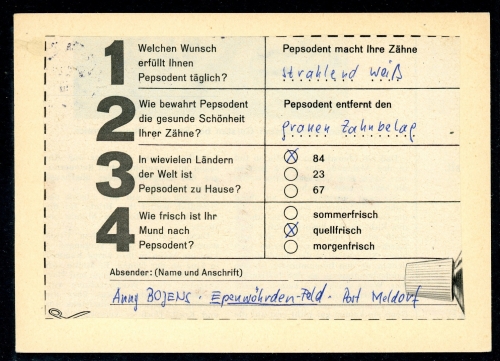 1 Welchen Wunsch
erfüllt Ihnen
Pepsodent täglich?
Pepsodent macht Ihre Zähne
strahlend weiß
2 Wie bewahrt Pepsodent
die gesunde Schönheit
Ihrer Zähne?
Pepsodent entfernt den
grauen Zahnbelag
3 In wievielen Ländern
der Welt ist
Pepsodent zu Hause?
84
23
67
4 Wie frisch ist Ihr
Mund nach
Pepsodent?
sommerfrisch
quellfrisch
morgenfrisch
Absender: (Name und Anschrift)
Anny BOJENS · Epenwöhrden-Feld · Post Meldorf